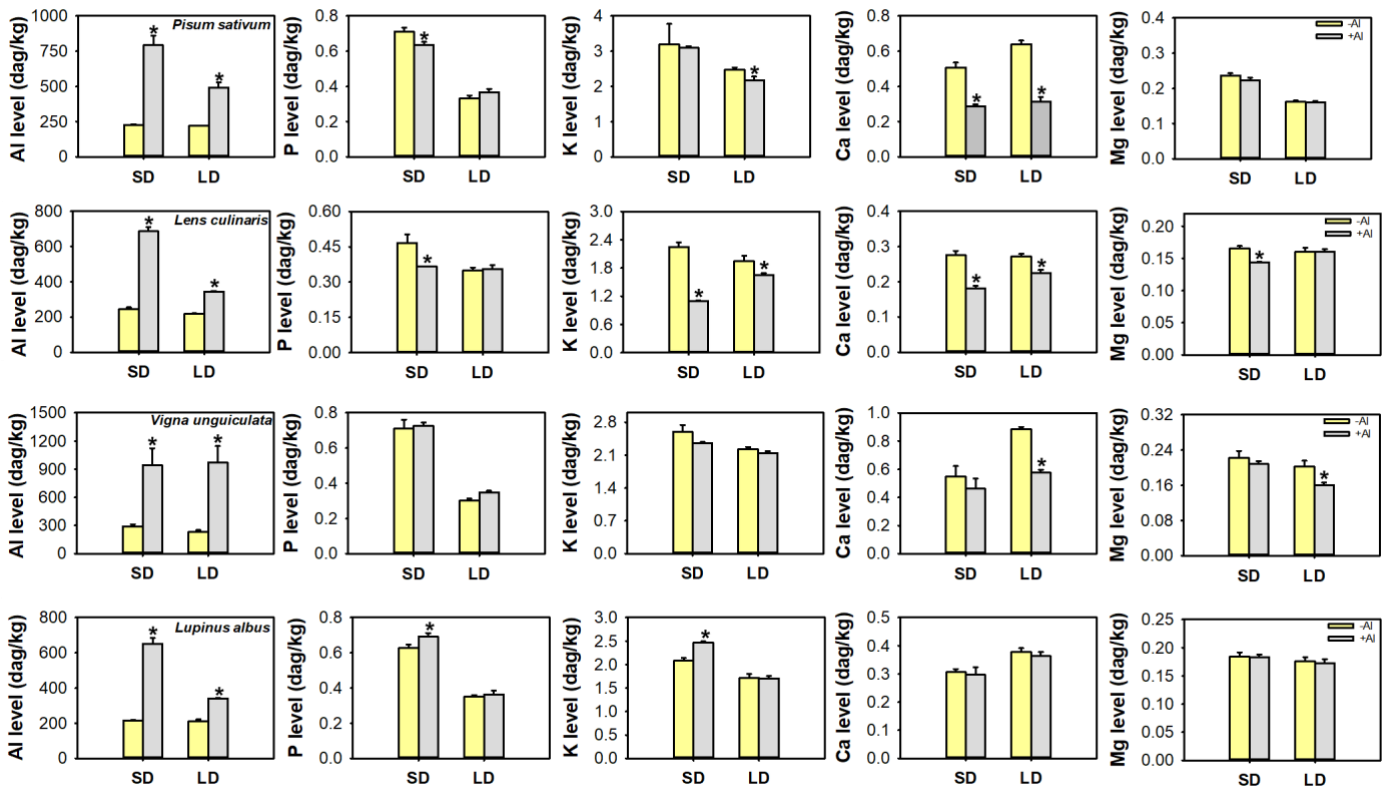 Al level (dag/kg)
1000
750
500
250
0
Pisum sativum
*
*
SD LD
P level (dag/kg)
0.8
0.6
0.4
0.2
0.0
*
SD LD
K level (dag/kg)
4
3
2
1
0
*
SD LD
Ca level (dag/kg)
0.8
0.6
0.4
0.2
0.0
*
*
SD LD
Mg level (dag/kg)
0.4
0.3
0.2
0.1
0.0
-Al
+Al
SD LD
Al level (dag/kg)
800
600
400
200
0
Lens culinaris
*
*
SD LD
P level (dag/kg)
0.60
0.45
0.30
0.15
0.00
*
SD LD
K level (dag/kg)
3.0
2.4
1.8
1.2
0.6
0.0
*
*
SD LD
Ca level (dag/kg)
0.4
0.3
0.2
0.1
0.0
*
*
SD LD
Mg level (dag/kg)
0.20
0.15
0.10
0.05
0.00
-Al
+Al
*
SD LD
Al level (dag/kg)
1500
1200
900
600
300
0
Vigna unguiculata
*
*
SD LD
P level (dag/kg)
0.8
0.6
0.4
0.2
0.0
SD LD
K level (dag/kg)
2.8
2.1
1.4
0.7
0.0
SD LD
Ca level (dag/kg)
1.0
0.8
0.6
0.4
0.2
0.0
*
SD LD
Mg level (dag/kg)
0.32
0.24
0.16
0.08
0.00
-Al
+Al
*
SD LD
Al level (dag/kg)
800
600
400
200
0
Lupinus albus
*
*
SD LD
P level (dag/kg)
0.8
0.6
0.4
0.2
0.0
*
SD LD
K level (dag/kg)
3.0
2.5
2.0
1.5
1.0
0.5
0.0
*
SD LD
Ca level (dag/kg)
0.5
0.4
0.3
0.2
0.1
0.0
SD LD
Mg level (dag/kg)
0.25
0.20
0.15
0.10
0.05
0.00
-Al
+Al
SD LD